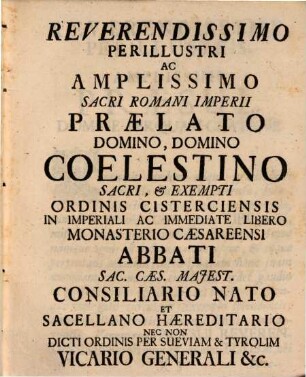 REVERENDISSIMO
PERILLUSTRI
AC
AMPLISSIMO
SACRI ROMANI IMPERII
PRÆLATO
DOMINO, DOMINO
COELESTINO
SACRI, & EXEMPTI
ORDINIS CISTERCIENSIS
IN IMPERIALI AC IMMEDIATE LIBERO
MONASTERIO CÆSAREENSI
ABBATI
SAC. CÆS. MAJEST.
CONSILIARIO NATO
ET
SACELLANO HÆREDITARIO
NEC NON
DICTI ORDINIS PER SUEVIAM & TYROLIM
VICARIO GENERALI &c.